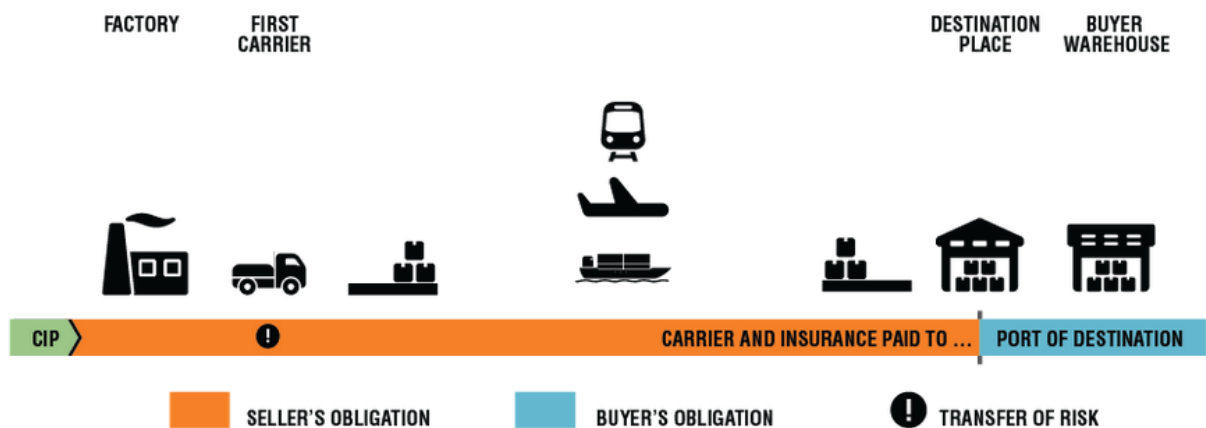 FACTORY
FIRST
CARRIER
DESTINATION
PLACE
BUYER
WAREHOUSE
CIP
!
CARRIER AND INSURANCE PAID TO ...
PORT OF DESTINATION
SELLER'S OBLIGATION
BUYER'S OBLIGATION
! TRANSFER OF RISK